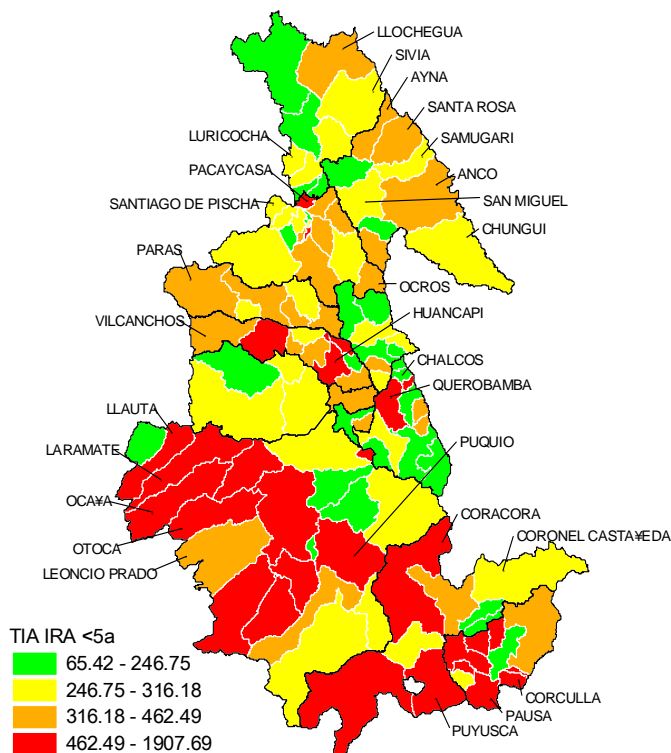 LLOCHEGUA
SIVIA
AYNA
SANTA ROSA
LURICOCHA
SAMUGARI
PACAYCASA
ANCO
SANTIAGO DE PISCHA
SAN MIGUEL
CHUNGUI
PARAS
OCROS
HUANCAPI
VILCANCHOS
CHALCOS
QUEROBAMBA
LLAUTA
PUQUIO
LARAMATE
OCA¥A
CORACORA
OTOCA
CORONEL CASTA¥EDA
LEONCIO PRADO
TIA IRA <5a
65.42 - 246.75
246.75 - 316.18
316.18 - 462.49
462.49 - 1907.69
CORCULLA
PAUSA
PUYUSCA